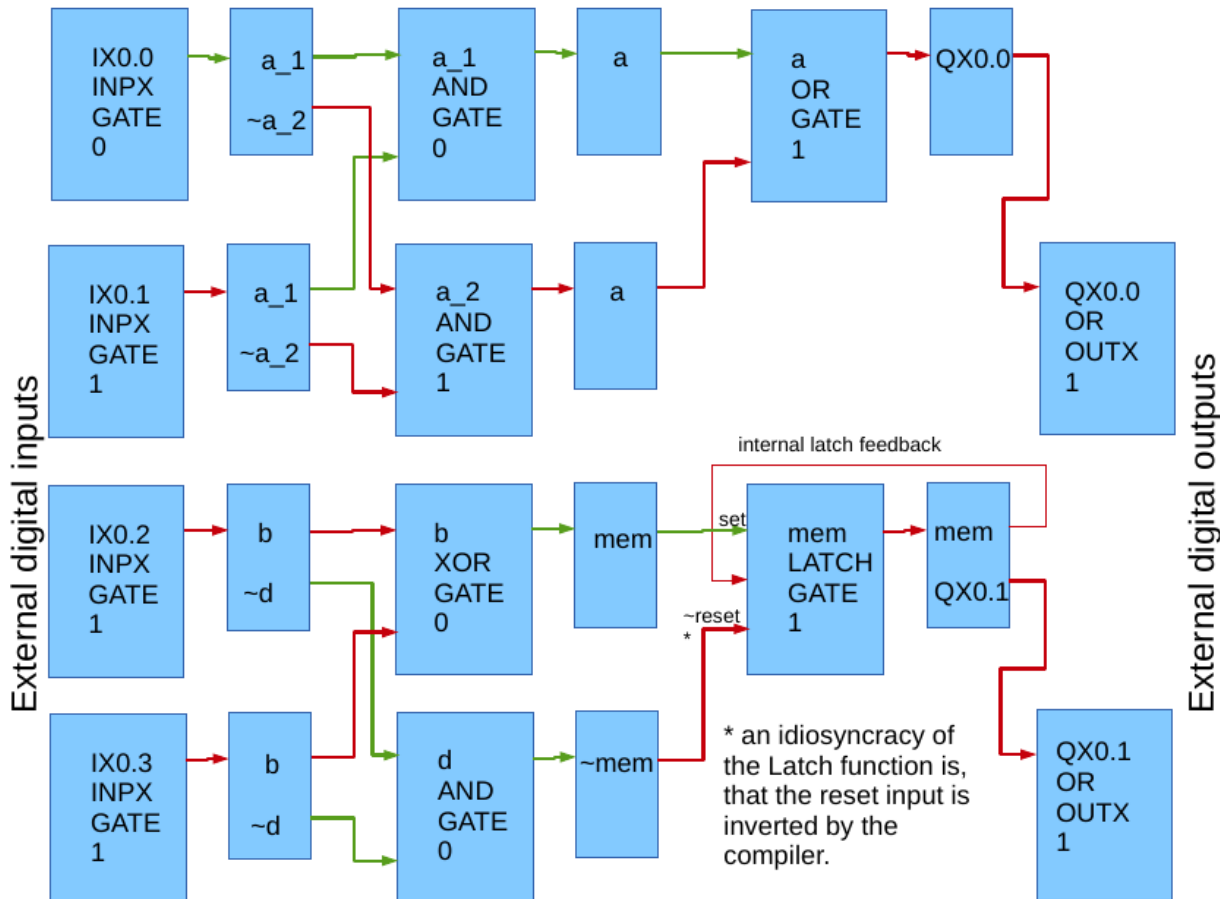 External digital inputs
IX0.0
INPX
GATE
0
a_1
~a_2
a_1
AND
GATE
0
a
a
OR
GATE
1
QX0.0
IX0.1
INPX
GATE
1
a_1
~a_2
a_2
AND
GATE
1
a
QX0.0
OR
OUTX
1
internal latch feedback
IX0.2
INPX
GATE
1
b
~d
b
XOR
GATE
0
mem
set
~reset
*
mem
LATCH
GATE
1
mem
QX0.1
IX0.3
INPX
GATE
1
b
~d
d
AND
GATE
0
~mem
* an idiosyncracy of
the Latch function is,
that the reset input is
inverted by the
compiler.
QX0.1
OR
OUTX
1
External digital outputs